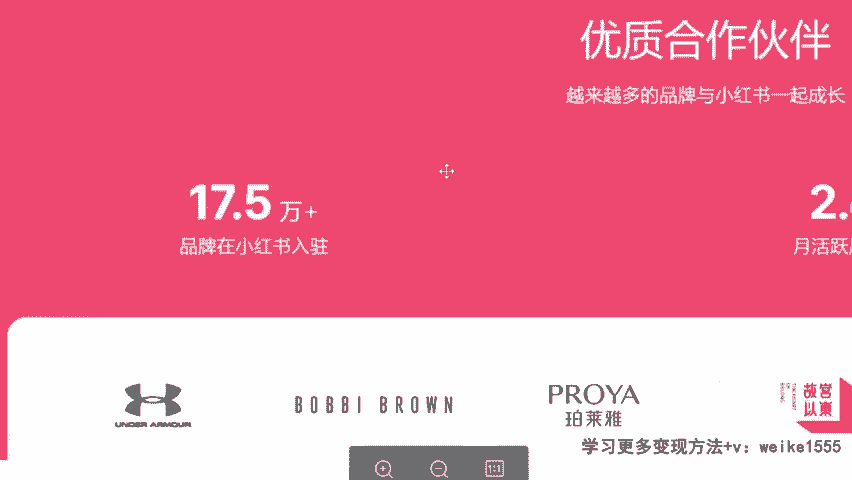 优质合作伙伴
越来越多的品牌与小红书一起成长
17.5 万+
品牌在小红书入驻
2.
月活跃
UNDER ARMOUR
BOBBI BROWN
PROYA
珀莱雅
故宫
以東
学习更多变现方法+v：weike1555
1:1